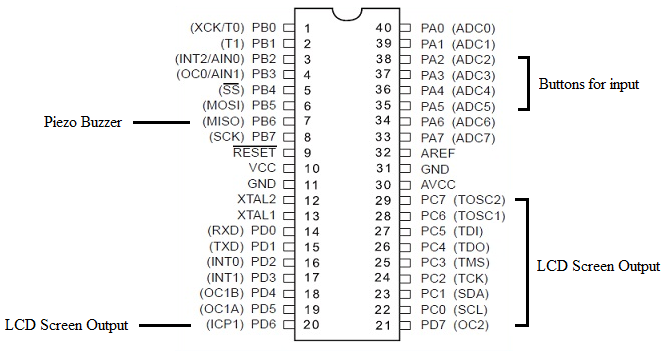 (XCK/T0) PB0 1 40 PA0 (ADC0)
(T1) PB1 2 39 PA1 (ADC1)
(INT2/AIN0) PB2 3 38 PA2 (ADC2)
(OC0/AIN1) PB3 4 37 PA3 (ADC3)
Buttons for input
(SS) PB4 5 36 PA4 (ADC4)
(MOSI) PB5 6 35 PA5 (ADC5)
Piezo Buzzer (MISO) PB6 7 34 PA6 (ADC6)
(SCK) PB7 8 33 PA7 (ADC7)
RESET 9 32 AREF
VCC 10 31 GND
GND 11 30 AVCC
XTAL2 12 29 PC7 (TOSC2)
XTAL1 13 28 PC6 (TOSC1)
(RXD) PD0 14 27 PC5 (TDI)
(TXD) PD1 15 26 PC4 (TDO)
(INT0) PD2 16 25 PC3 (TMS) LCD Screen Output
(INT1) PD3 17 24 PC2 (TCK)
(OC1B) PD4 18 23 PC1 (SDA)
(OC1A) PD5 19 22 PC0 (SCL)
LCD Screen Output (ICP1) PD6 20 21 PD7 (OC2)